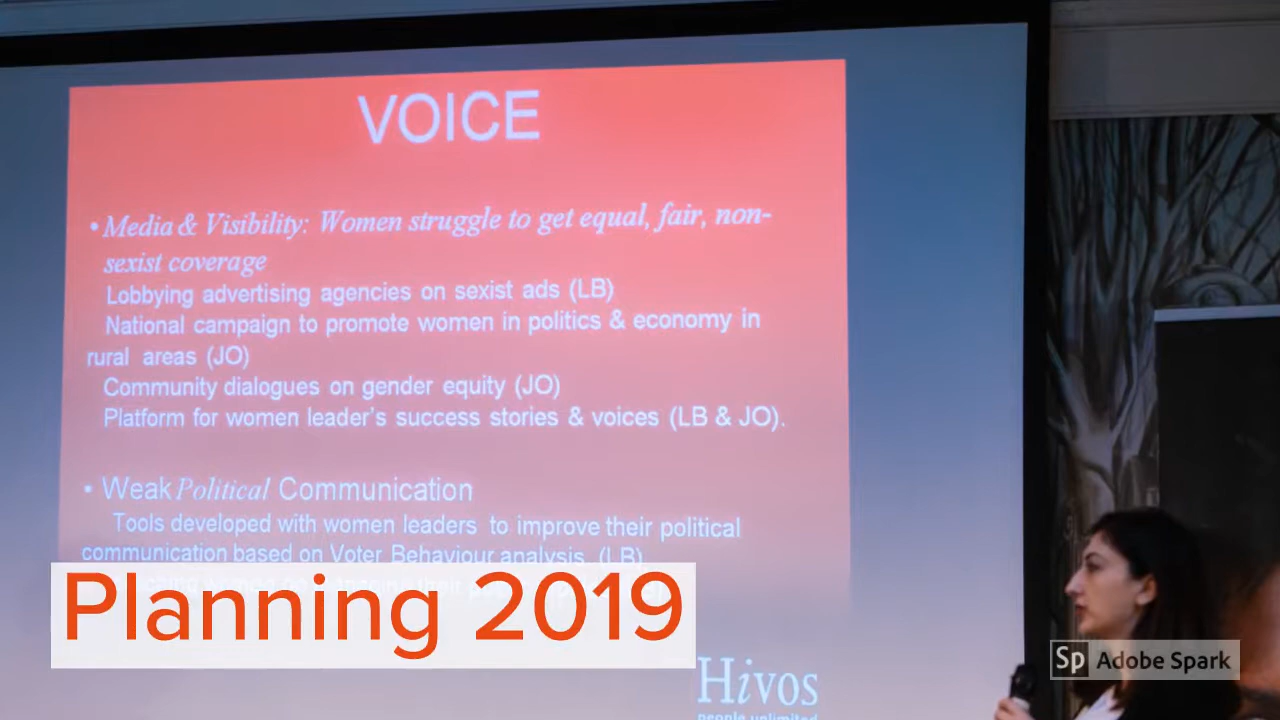 VOICE
• Media & Visibility: Women struggle to get equal, fair, non-
sexist coverage
Lobbying advertising agencies on sexist ads (LB)
National campaign to promote women in politics & economy in
rural areas (JO)
Community dialogues on gender equity (JO)
Platform for women leader's success stories & voices (LB & JO).
• Weak Political Communication
Tools developed with women leaders to improve their political
communication based on Voter Behaviour analysis. (LB)
Planning 2019
Hivos
people unlimited
Sp Adobe Spark